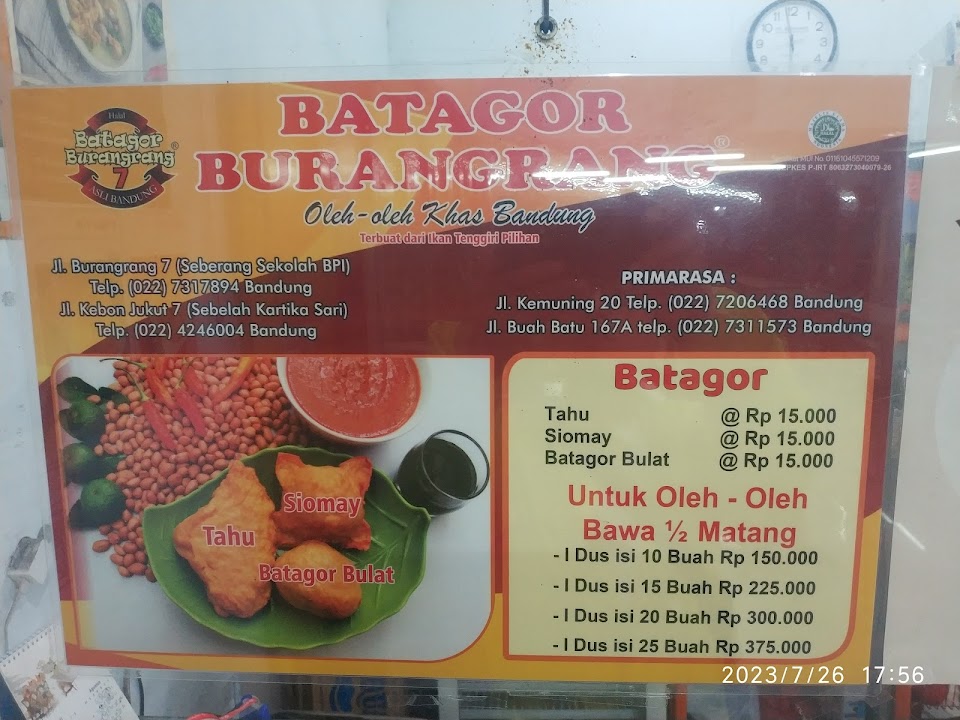 BATAGOR
BURANGRANG®
Halal
Batagor
Burangrang®
7
ASLI BANDUNG
Oleh-oleh Khas Bandung
Terbuat dari Ikan Tenggiri Pilihan
MUI No. 01161045571209
P-IRT
Jl. Burangrang 7 (Seberang Sekolah BPI)
Telp. (022) 7317894 Bandung
Jl. Kebon Jukut 7 (Sebelah Kartika Sari)
Telp. (022) 4246004 Bandung
PRIMARASA :
Jl. Kemuning 20 Telp. (022) 7206468 Bandung
Jl. Buah Batu 167A telp. (022) 7311573 Bandung
Siomay
Tahu
Batagor Bulat
Batagor
Tahu @ Rp 15.000
Siomay @ Rp 15.000
Batagor Bulat @ Rp 15.000
Untuk Oleh - Oleh
Bawa ½ Matang
- I Dus isi 10 Buah Rp 150.000
- I Dus isi 15 Buah Rp 225.000
- I Dus isi 20 Buah Rp 300.000
- I Dus isi 25 Buah Rp 375.000
2023/7/26 17:56